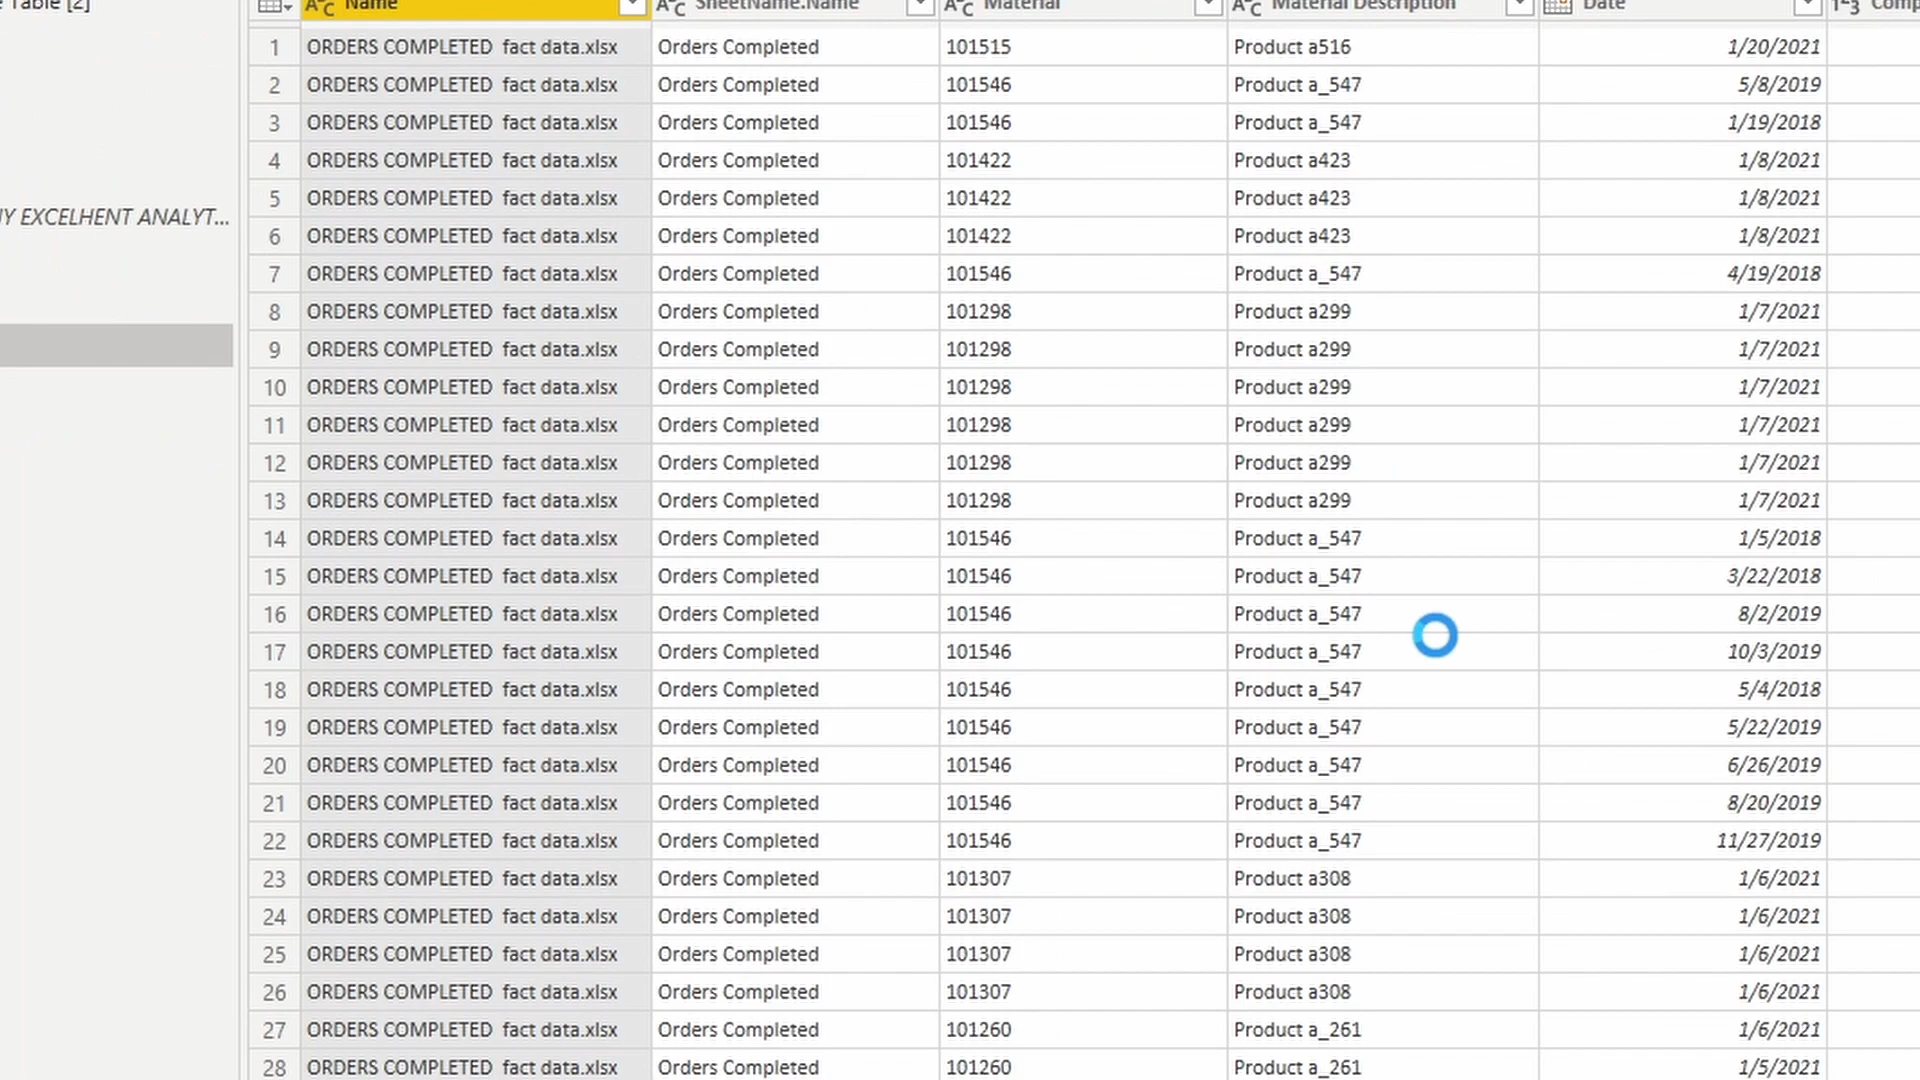 Table [2]
Name SheetName.Name Material Material Description Date
1 ORDERS COMPLETED fact data.xlsx Orders Completed 101515 Product a516 1/20/2021
2 ORDERS COMPLETED fact data.xlsx Orders Completed 101546 Product a_547 5/8/2019
3 ORDERS COMPLETED fact data.xlsx Orders Completed 101546 Product a_547 1/19/2018
4 ORDERS COMPLETED fact data.xlsx Orders Completed 101422 Product a423 1/8/2021
5 ORDERS COMPLETED fact data.xlsx Orders Completed 101422 Product a423 1/8/2021
EXCELHENT ANALYT...
6 ORDERS COMPLETED fact data.xlsx Orders Completed 101422 Product a423 1/8/2021
7 ORDERS COMPLETED fact data.xlsx Orders Completed 101546 Product a_547 4/19/2018
8 ORDERS COMPLETED fact data.xlsx Orders Completed 101298 Product a299 1/7/2021
9 ORDERS COMPLETED fact data.xlsx Orders Completed 101298 Product a299 1/7/2021
10 ORDERS COMPLETED fact data.xlsx Orders Completed 101298 Product a299 1/7/2021
11 ORDERS COMPLETED fact data.xlsx Orders Completed 101298 Product a299 1/7/2021
12 ORDERS COMPLETED fact data.xlsx Orders Completed 101298 Product a299 1/7/2021
13 ORDERS COMPLETED fact data.xlsx Orders Completed 101298 Product a299 1/7/2021
14 ORDERS COMPLETED fact data.xlsx Orders Completed 101546 Product a_547 1/5/2018
15 ORDERS COMPLETED fact data.xlsx Orders Completed 101546 Product a_547 3/22/2018
16 ORDERS COMPLETED fact data.xlsx Orders Completed 101546 Product a_547 8/2/2019
17 ORDERS COMPLETED fact data.xlsx Orders Completed 101546 Product a_547 10/3/2019
18 ORDERS COMPLETED fact data.xlsx Orders Completed 101546 Product a_547 5/4/2018
19 ORDERS COMPLETED fact data.xlsx Orders Completed 101546 Product a_547 5/22/2019
20 ORDERS COMPLETED fact data.xlsx Orders Completed 101546 Product a_547 6/26/2019
21 ORDERS COMPLETED fact data.xlsx Orders Completed 101546 Product a_547 8/20/2019
22 ORDERS COMPLETED fact data.xlsx Orders Completed 101546 Product a_547 11/27/2019
23 ORDERS COMPLETED fact data.xlsx Orders Completed 101307 Product a308 1/6/2021
24 ORDERS COMPLETED fact data.xlsx Orders Completed 101307 Product a308 1/6/2021
25 ORDERS COMPLETED fact data.xlsx Orders Completed 101307 Product a308 1/6/2021
26 ORDERS COMPLETED fact data.xlsx Orders Completed 101307 Product a308 1/6/2021
27 ORDERS COMPLETED fact data.xlsx Orders Completed 101260 Product a_261 1/6/2021
28 ORDERS COMPLETED fact data.xlsx Orders Completed 101260 Product a_261 1/5/2021